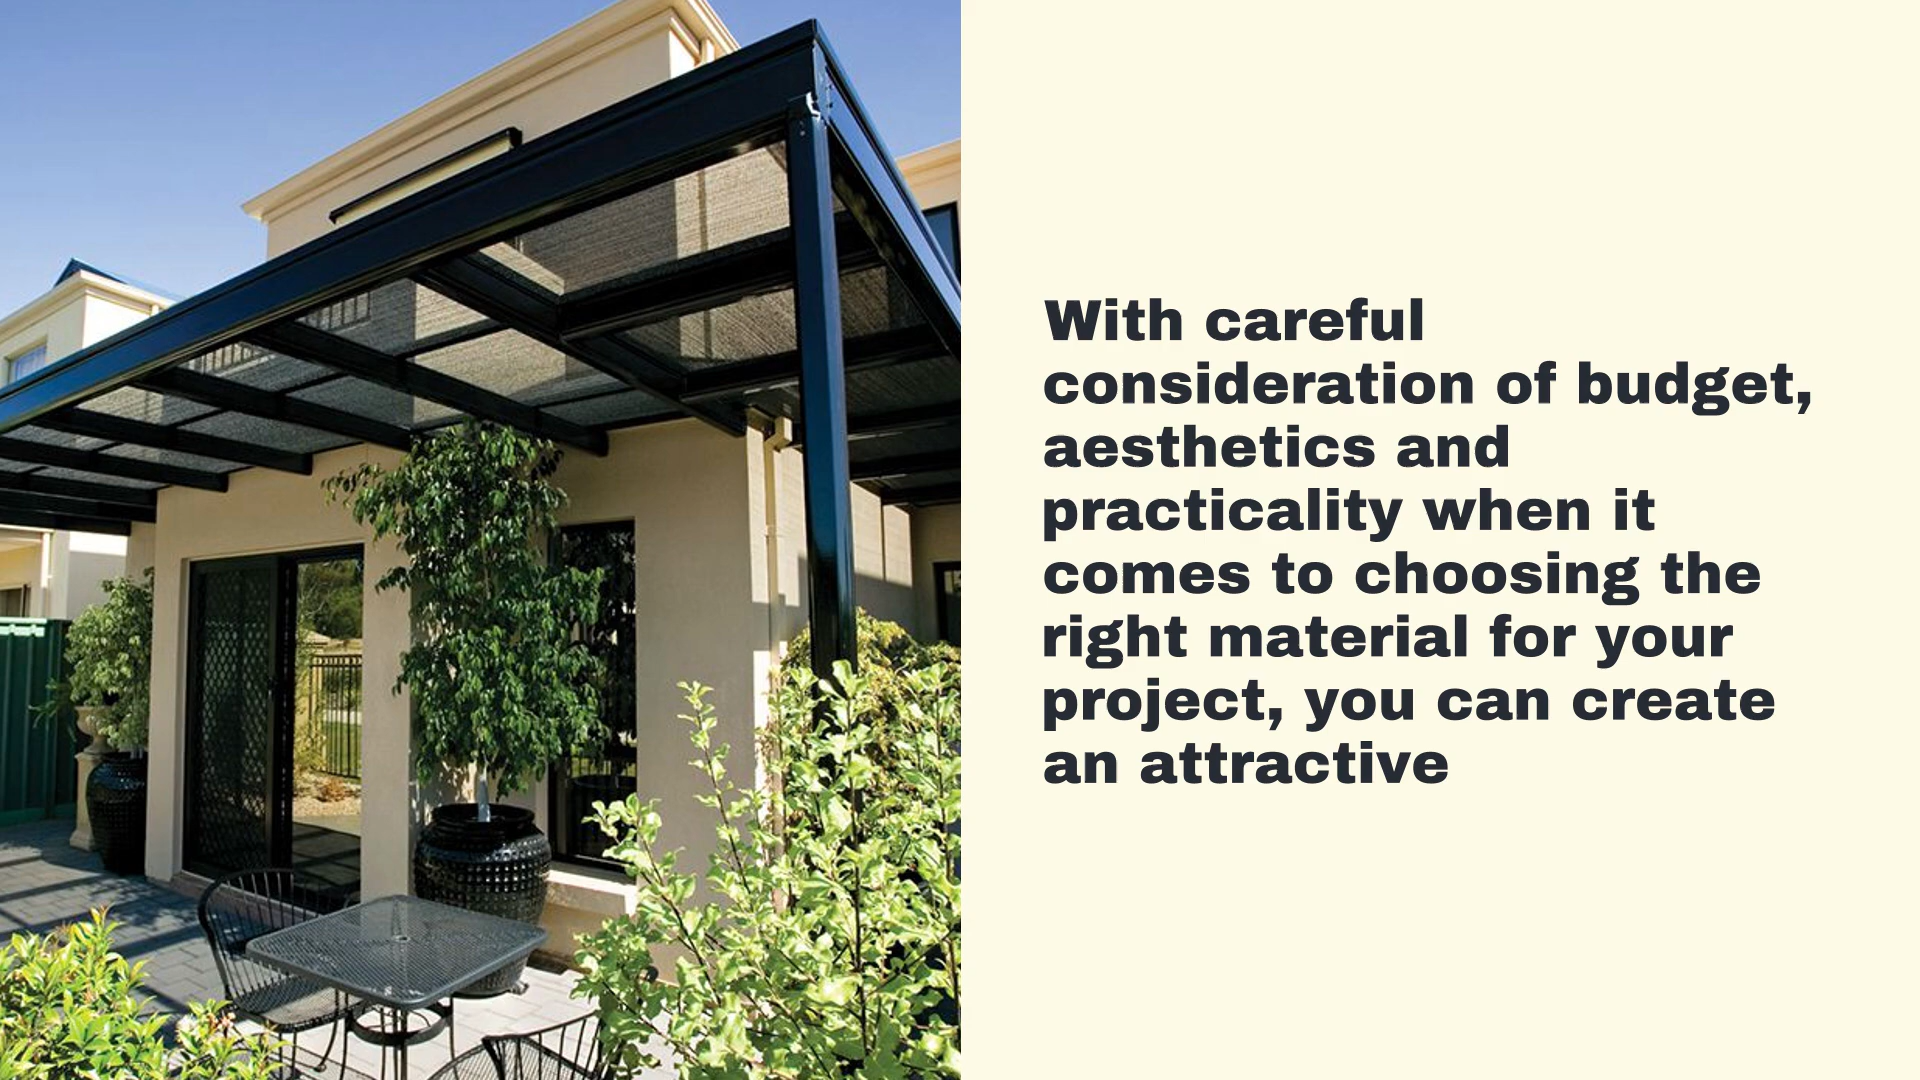 With careful
consideration of budget,
aesthetics and
practicality when it
comes to choosing the
right material for your
project, you can create
an attractive